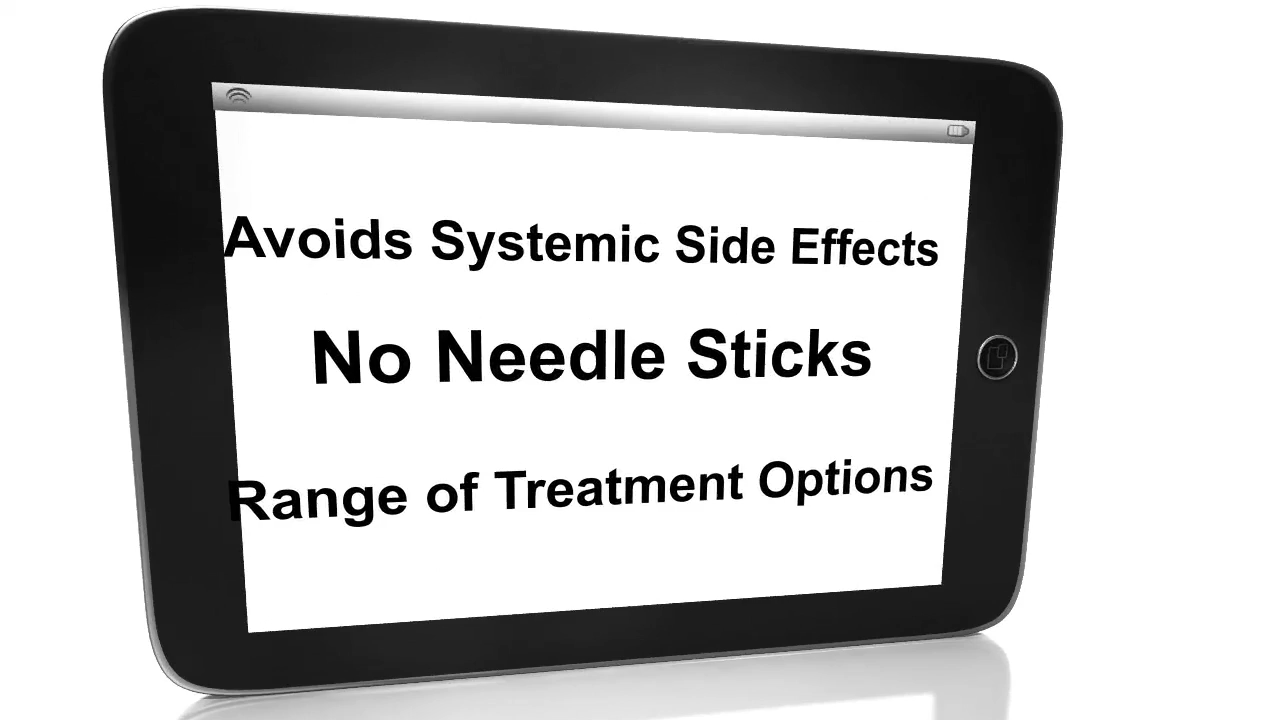 Avoids Systemic Side Effects
No Needle Sticks
Range of Treatment Options